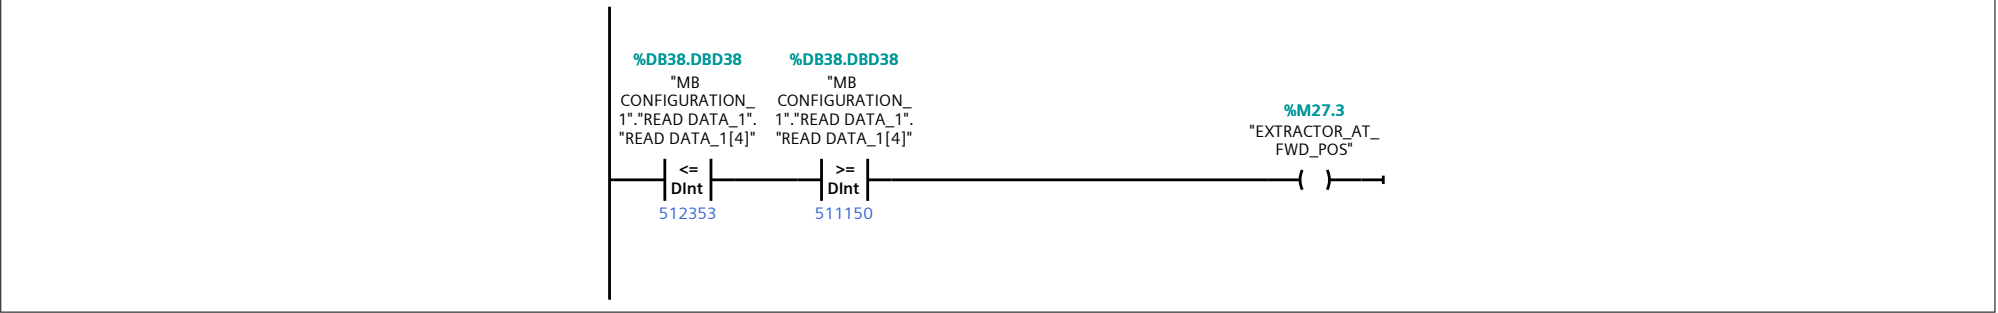 %DB38.DBD38
"MB
CONFIGURATION_
1"."READ DATA_1".
"READ DATA_1[4]"
<=
DInt
512353
%DB38.DBD38
"MB
CONFIGURATION_
1"."READ DATA_1".
"READ DATA_1[4]"
>=
DInt
511150
%M27.3
"EXTRACTOR_AT_
FWD_POS"